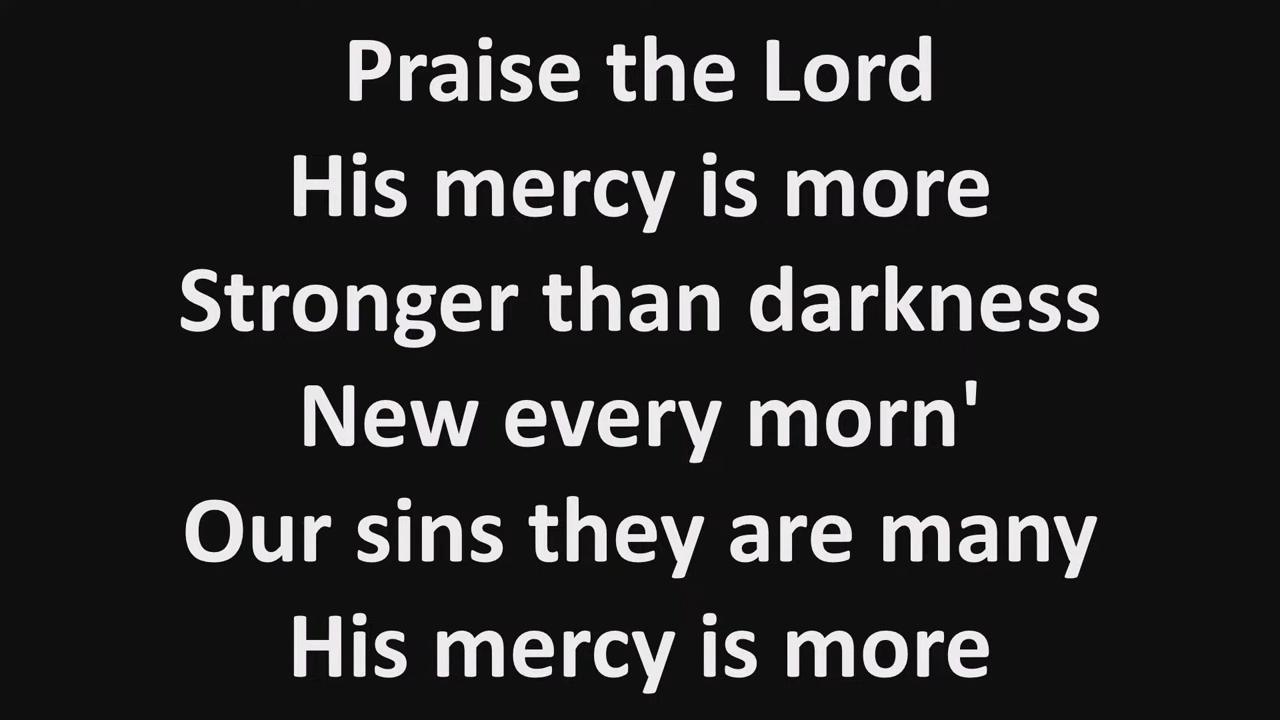 Praise the Lord
His mercy is more
Stronger than darkness
New every morn'
Our sins they are many
His mercy is more